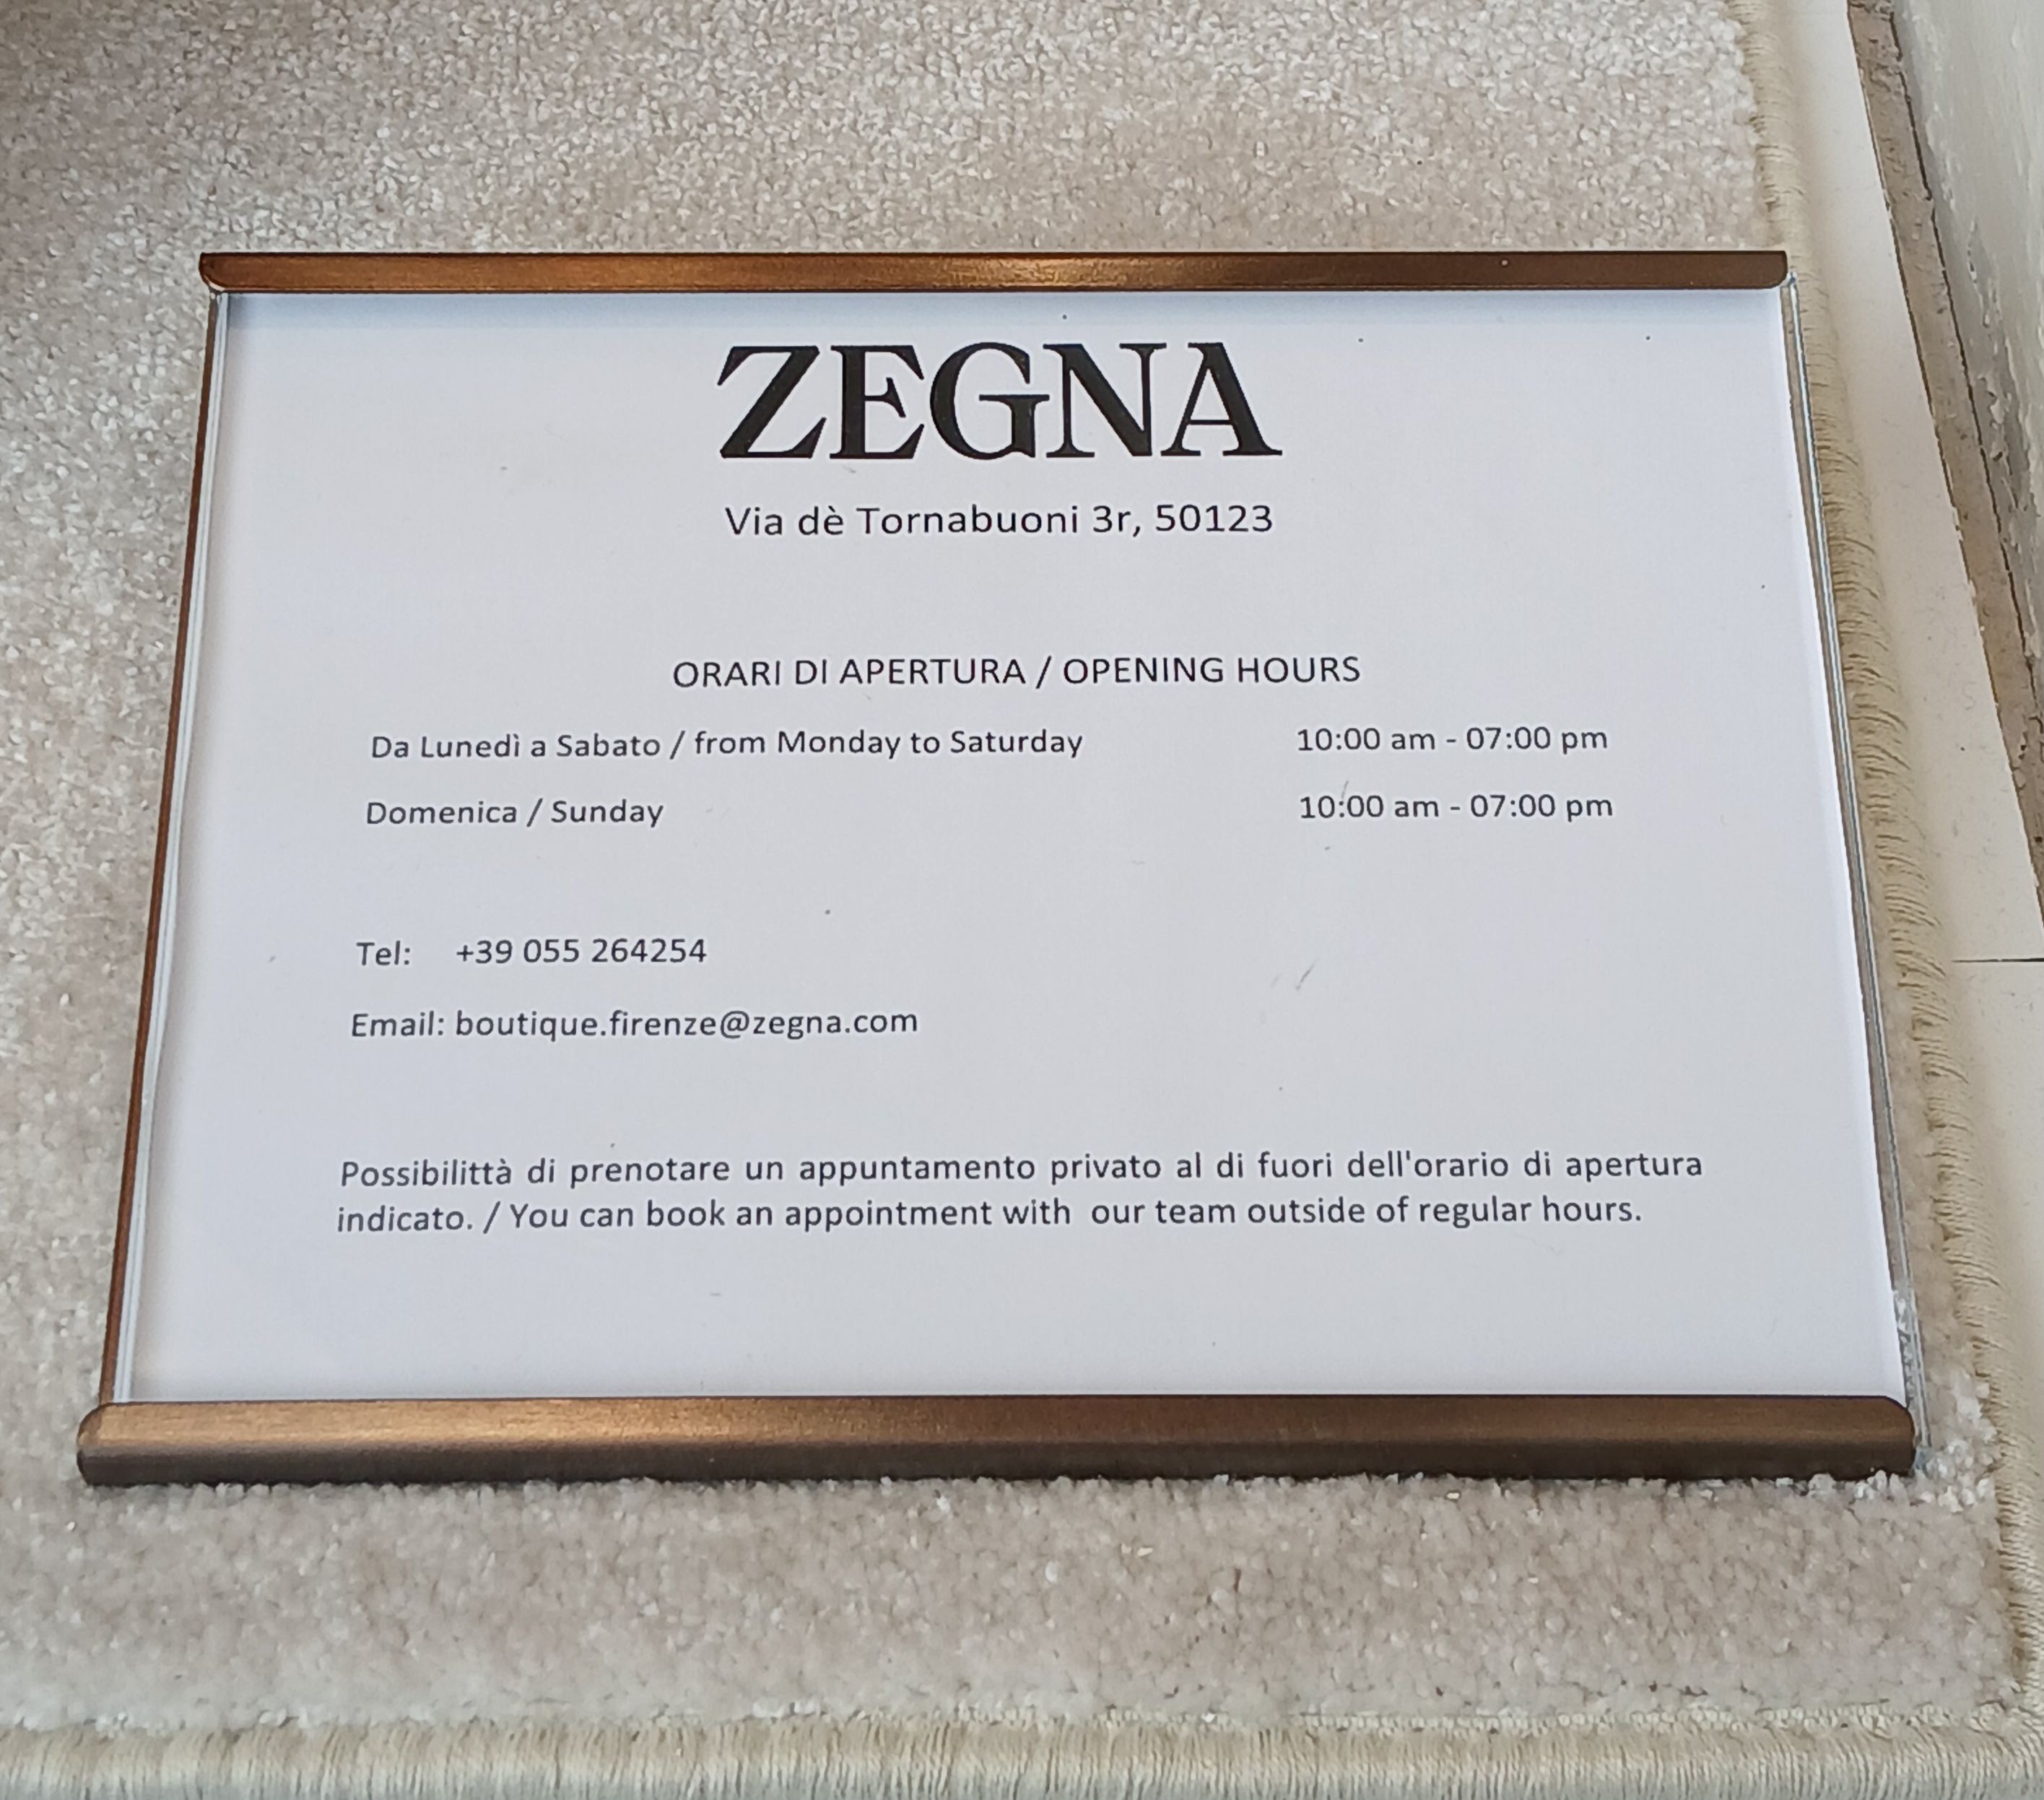 ZEGNA
Via dè Tornabuoni 3r, 50123
ORARI DI APERTURA / OPENING HOURS
Da Lunedì a Sabato / from Monday to Saturday 10:00 am - 07:00 pm
Domenica / Sunday 10:00 am - 07:00 pm
Tel: +39 055 264254
Email: boutique.firenze@zegna.com
Possibilittà di prenotare un appuntamento privato al di fuori dell'orario di apertura
indicato. / You can book an appointment with our team outside of regular hours.